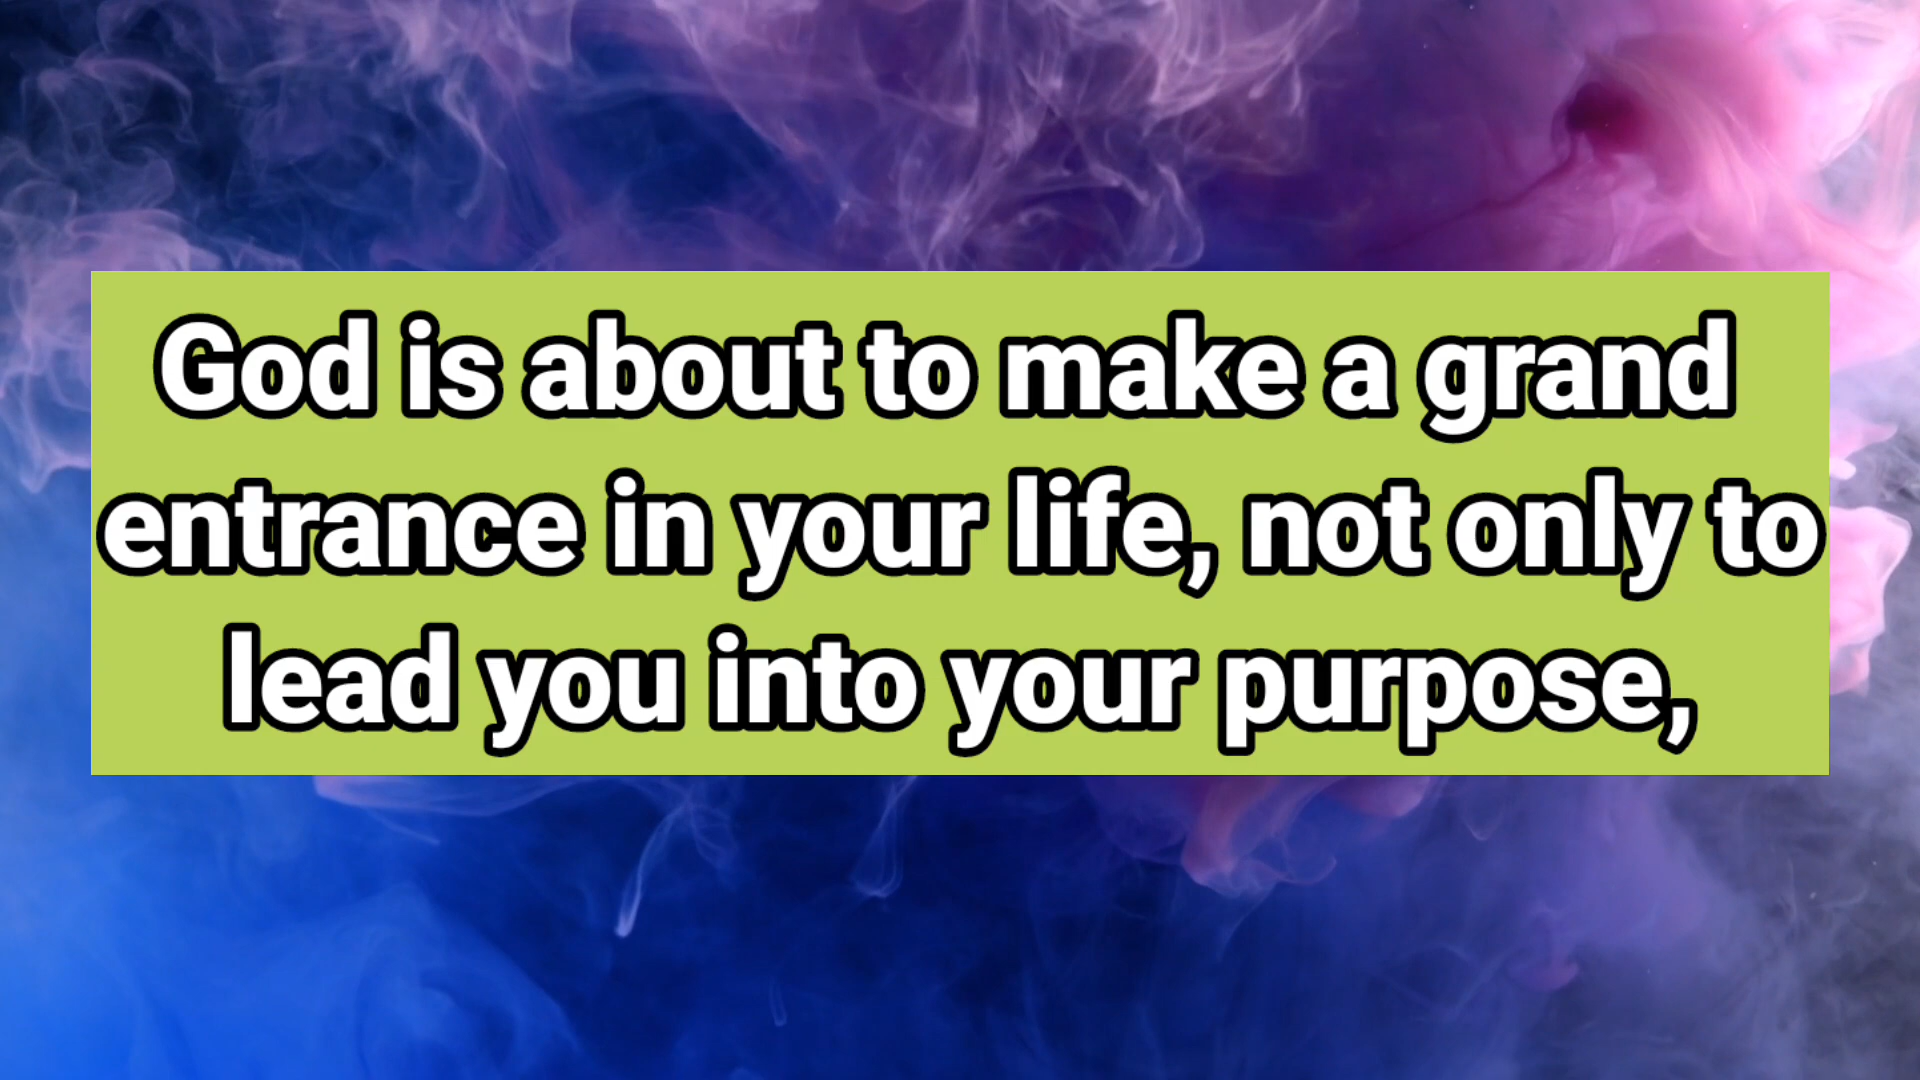 God is about to make a grand
entrance in your life, not only to
lead you into your purpose,